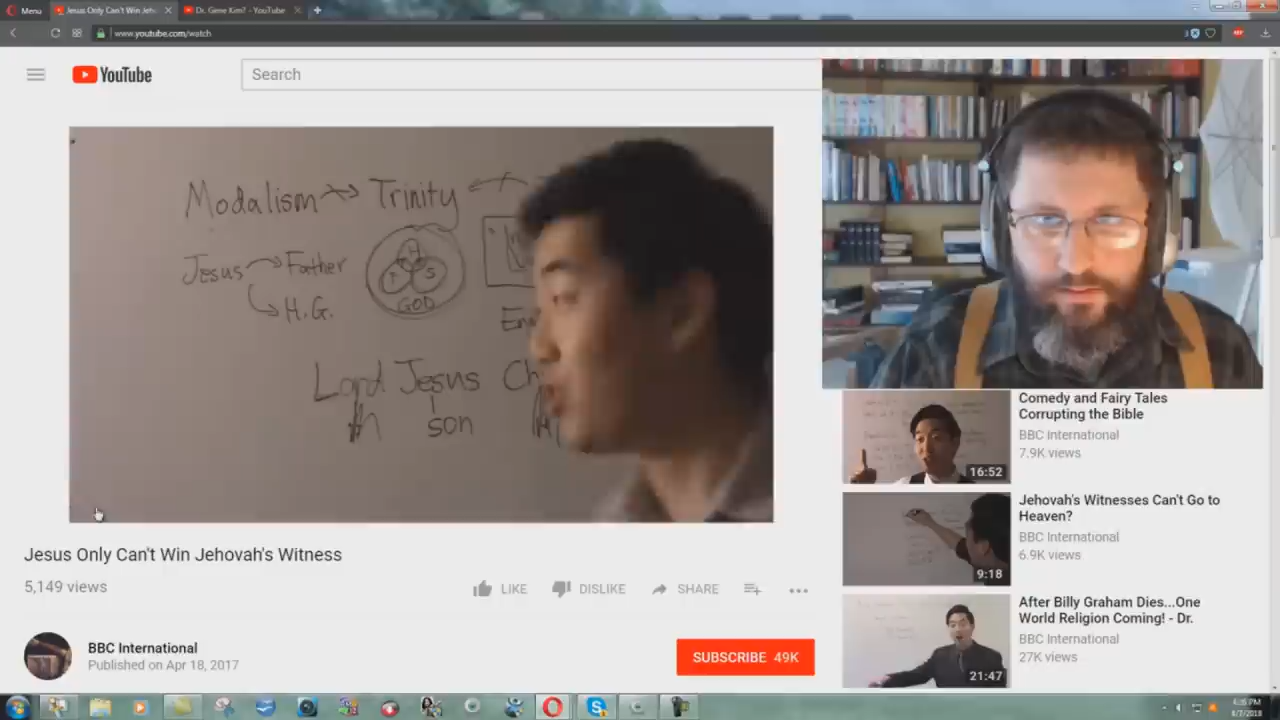 Menu
Jesus Only Can't Win Jeh
Dr. Gene Kim? - YouTube
www.youtube.com/watch
YouTube
Search
Modalism Trinity
Jesus Father
H.G.
F S
GOD
Lord Jesus Ch
son
Comedy and Fairy Tales
Corrupting the Bible
BBC International
7.9K views
16:52
Jehovah's Witnesses Can't Go to
Heaven?
BBC International
6.9K views
9:18
After Billy Graham Dies...One
World Religion Coming! - Dr.
BBC International
27K views
21:47
Jesus Only Can't Win Jehovah's Witness
5,149 views
LIKE
DISLIKE
SHARE
BBC International
Published on Apr 18, 2017
SUBSCRIBE 49K
4/7/2018